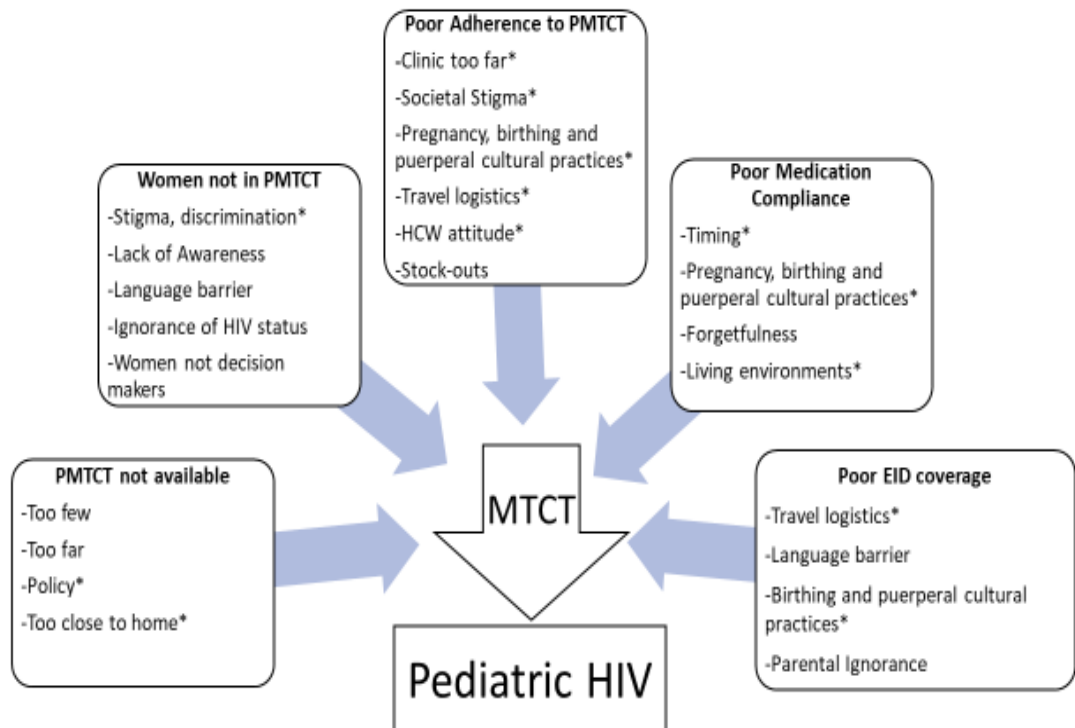 Poor Adherence to PMTCT
-Clinic too far*
-Societal Stigma*
-Pregnancy, birthing and
puerperal cultural practices*
-Travel logistics*
-HCW attitude*
-Stock-outs
Women not in PMTCT
-Stigma, discrimination*
-Lack of Awareness
-Language barrier
-Ignorance of HIV status
-Women not decision
makers
Poor Medication
Compliance
-Timing*
-Pregnancy, birthing and
puerperal cultural practices*
-Forgetfulness
-Living environments*
PMTCT not available
-Too few
-Too far
-Policy*
-Too close to home*
Poor EID coverage
-Travel logistics*
-Language barrier
-Birthing and puerperal cultural
practices*
-Parental Ignorance
MTCT
Pediatric HIV